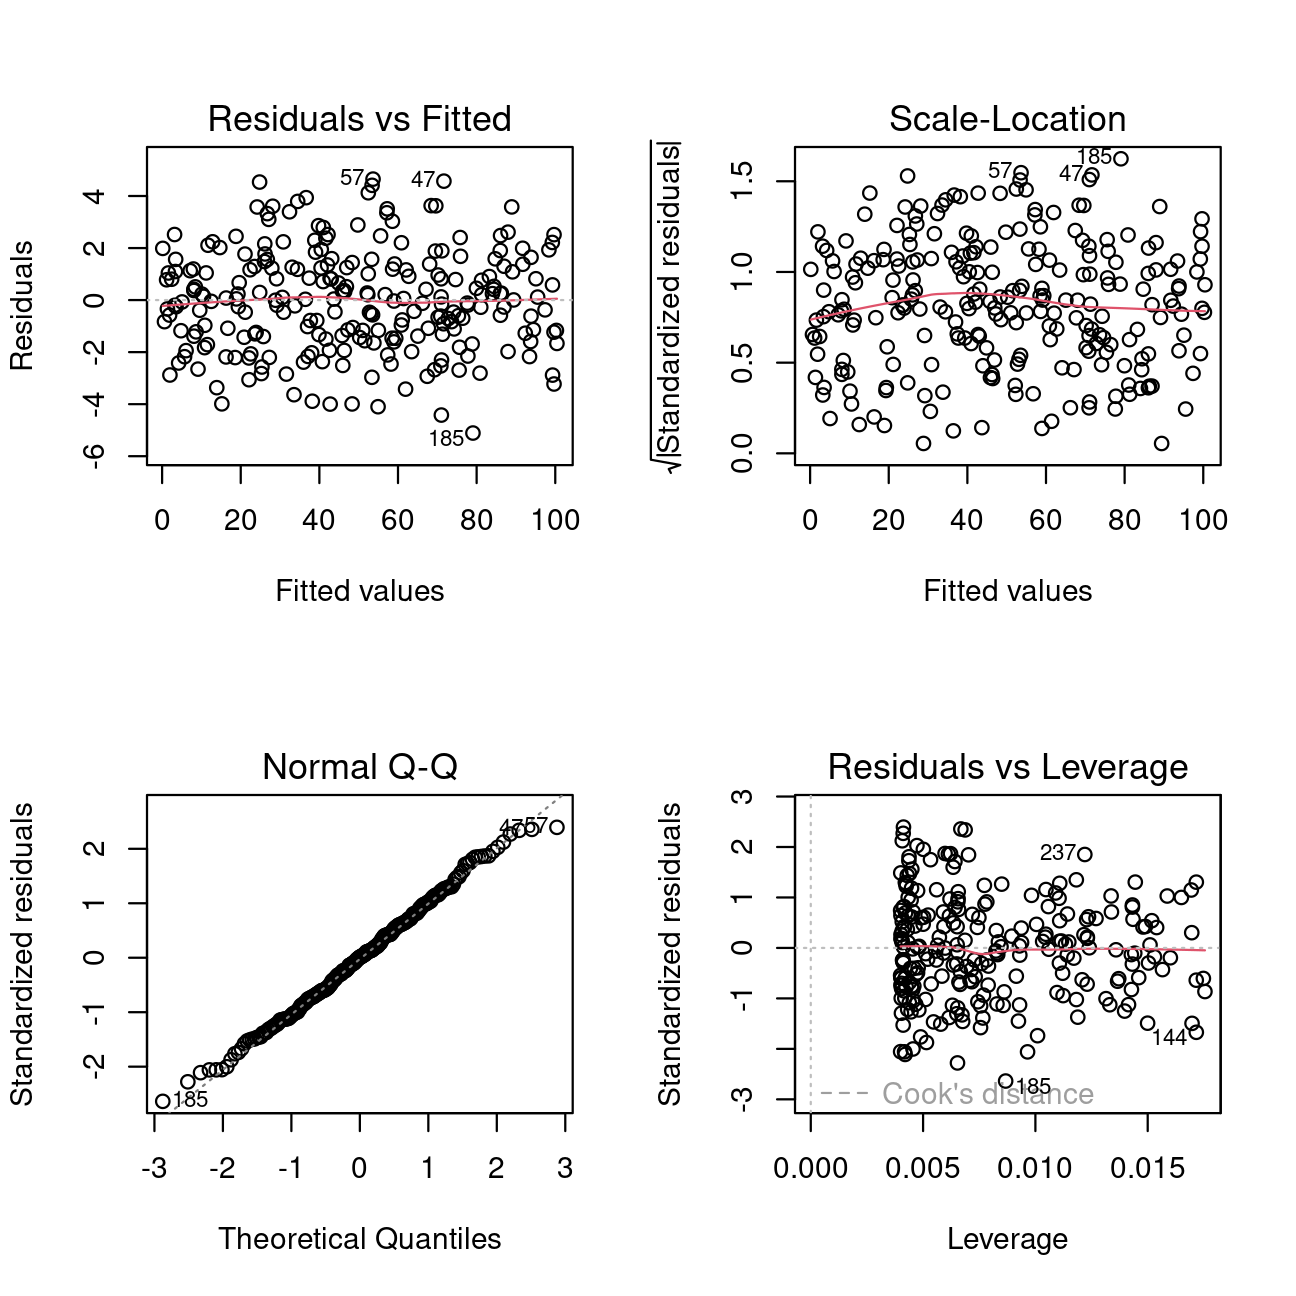 Residuals vs Fitted
Residuals
4
2
0
-2
-4
-6
57
47
185
0 20 40 60 80 100
Fitted values
Scale-Location
√|Standardized residuals|
1.5
1.0
0.5
0.0
57
47
185
0 20 40 60 80 100
Fitted values
Normal Q-Q
Standardized residuals
2
1
0
-1
-2
47 57
185
-3 -2 -1 0 1 2 3
Theoretical Quantiles
Residuals vs Leverage
Standardized residuals
3
2
1
0
-1
-3
237
144
185
Cook's distance
0.000 0.005 0.010 0.015
Leverage